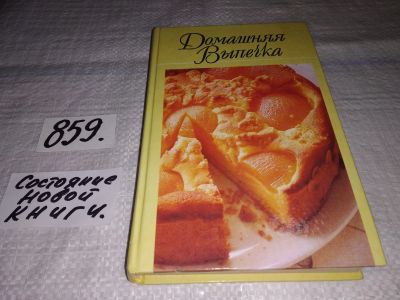 Домашняя
Выпечка
859.
Состояние
новой
книги.